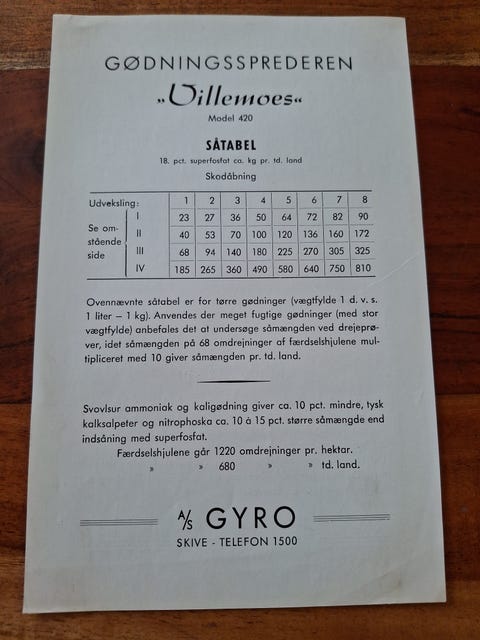 GØDNINGSSPREDEREN
„Villemoes“
Model 420
SÅTABEL
18. pct. superfosfat ca. kg pr. td. land
Skodåbning
Udveksling: 1 2 3 4 5 6 7 8
Se om-stående side
I 23 27 36 50 64 72 82 90
II 40 53 70 100 120 136 160 172
III 68 94 140 180 225 270 305 325
IV 185 265 360 490 580 640 750 810
Ovennævnte såtabel er for tørre gødninger (vægtfylde 1 d. v. s.
1 liter – 1 kg). Anvendes der meget fugtige gødninger (med stor
vægtfylde) anbefales det at undersøge såmængden ved drejeprø-
ver, idet såmængden på 68 omdrejninger af færdselshjulene mul-
tipliceret med 10 giver såmængden pr. td. land.
Svovlsur ammoniak og kaligødning giver ca. 10 pct. mindre, tysk
kalksalpeter og nitrophoska ca. 10 à 15 pct. større såmængde end
indsåning med superfosfat.
Færdselshjulene går 1220 omdrejninger pr. hektar.
» » 680 » » td. land.
A/S GYRO
SKIVE - TELEFON 1500